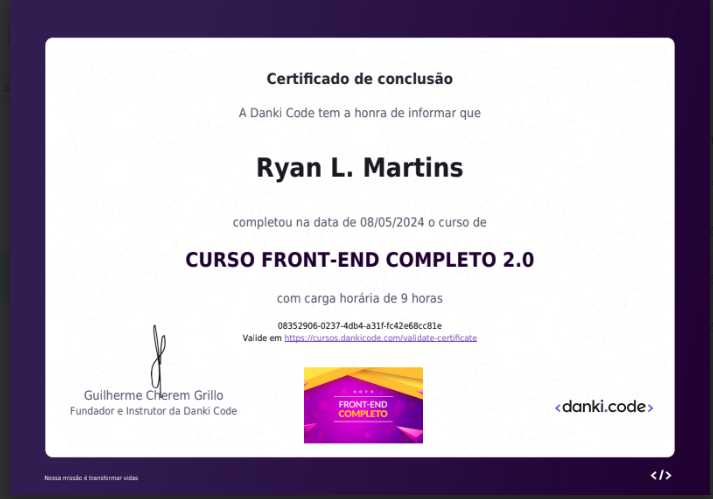 Certificado de conclusão
A Danki Code tem a honra de informar que
Ryan L. Martins
completou na data de 08/05/2024 o curso de
CURSO FRONT-END COMPLETO 2.0
com carga horária de 9 horas
08352906-0237-4db4-a31f-fc42e68cc81e
Valide em https://cursos.dankicode.com/validate-certificate
Guilherme Cherem Grillo
Fundador e Instrutor da Danki Code
NOVO
FRONT-END
COMPLETO
<danki.code>
Nossa missão é transformar vidas
</>